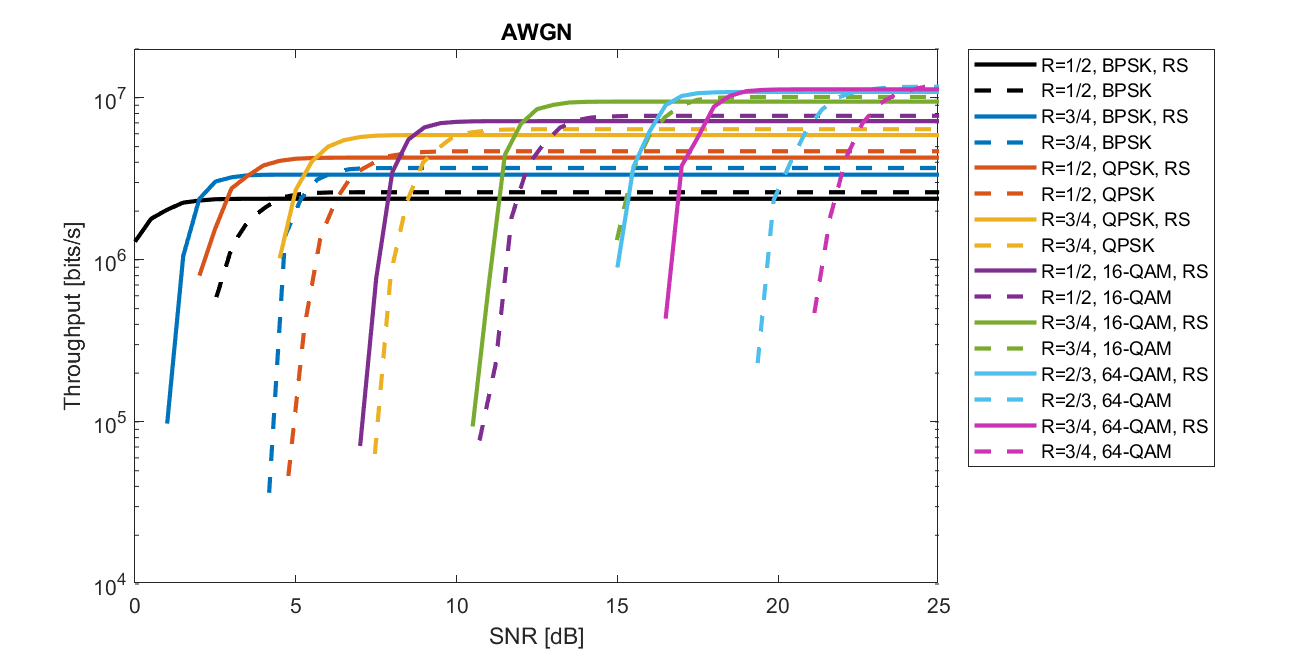 AWGN
Throughput [bits/s]
10^7
10^6
10^5
10^4
0 5 10 15 20 25
SNR [dB]
R=1/2, BPSK, RS
R=1/2, BPSK
R=3/4, BPSK, RS
R=3/4, BPSK
R=1/2, QPSK, RS
R=1/2, QPSK
R=3/4, QPSK, RS
R=3/4, QPSK
R=1/2, 16-QAM, RS
R=1/2, 16-QAM
R=3/4, 16-QAM, RS
R=3/4, 16-QAM
R=2/3, 64-QAM, RS
R=2/3, 64-QAM
R=3/4, 64-QAM, RS
R=3/4, 64-QAM